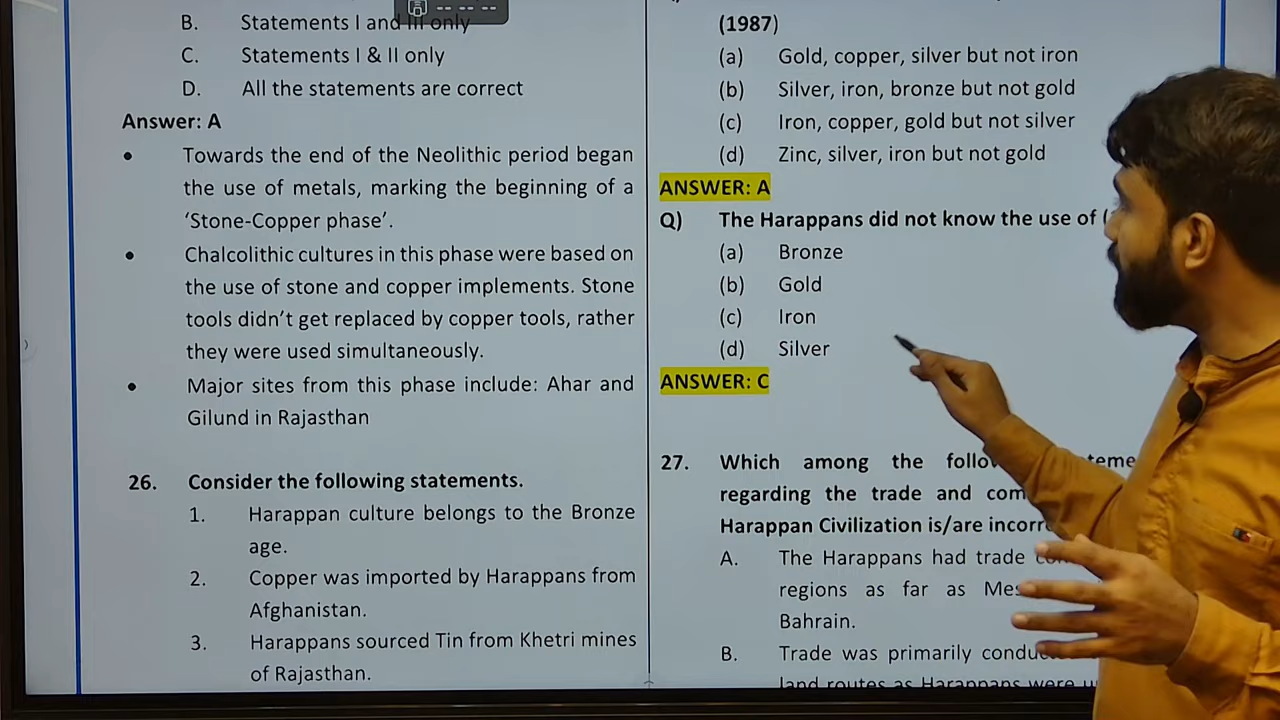 B. Statements I and III only
C. Statements I & II only
D. All the statements are correct
Answer: A
• Towards the end of the Neolithic period began
the use of metals, marking the beginning of a
‘Stone-Copper phase’.
• Chalcolithic cultures in this phase were based on
the use of stone and copper implements. Stone
tools didn’t get replaced by copper tools, rather
they were used simultaneously.
• Major sites from this phase include: Ahar and
Gilund in Rajasthan
26. Consider the following statements.
1. Harappan culture belongs to the Bronze
age.
2. Copper was imported by Harappans from
Afghanistan.
3. Harappans sourced Tin from Khetri mines
of Rajasthan.
(1987)
(a) Gold, copper, silver but not iron
(b) Silver, iron, bronze but not gold
(c) Iron, copper, gold but not silver
(d) Zinc, silver, iron but not gold
ANSWER: A
Q) The Harappans did not know the use of (
(a) Bronze
(b) Gold
(c) Iron
(d) Silver
ANSWER: C
27. Which among the
regarding the trade and
Harappan Civilization is/are
A. The Harappans had trade
regions as far as
Bahrain.
B. Trade was primarily
land routes as Harappans were